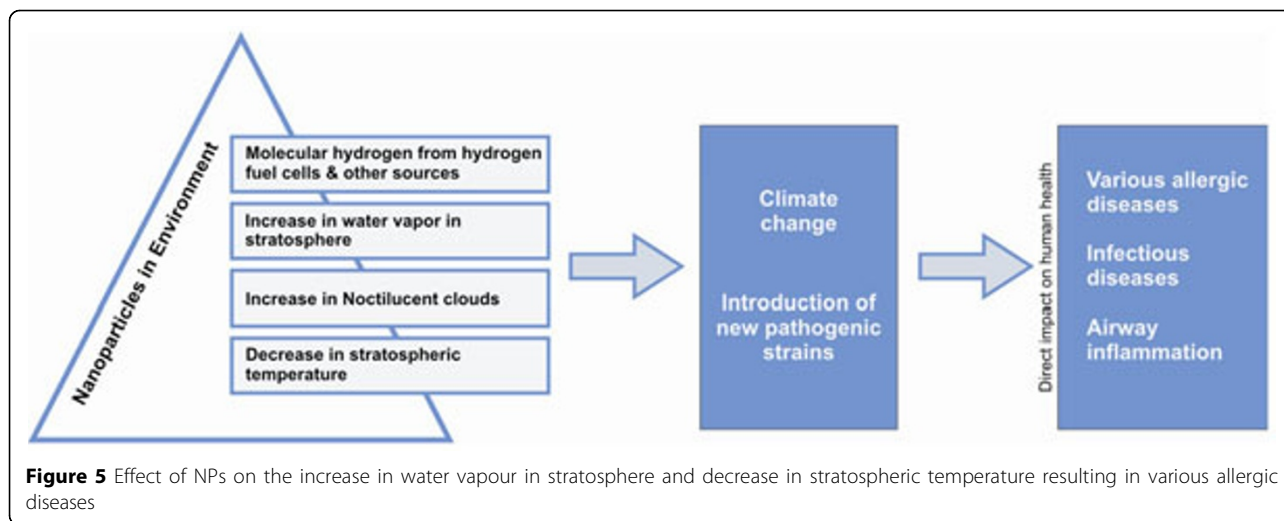 Nanoparticles in Environment
Molecular hydrogen from hydrogen
fuel cells & other sources
Increase in water vapor in
stratosphere
Increase in Noctilucent clouds
Decrease in stratospheric
temperature
Climate
change
Introduction of
new pathogenic
strains
Direct impact on human health
Various allergic
diseases
Infectious
diseases
Airway
inflammation
Figure 5 Effect of NPs on the increase in water vapour in stratosphere and decrease in stratospheric temperature resulting in various allergic
diseases